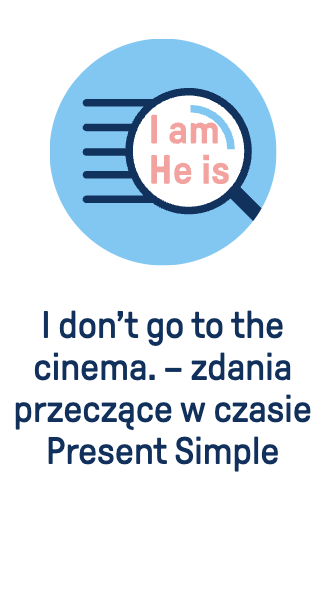 I am
He is
I don’t go to the
cinema. – zdania
przeczące w czasie
Present Simple